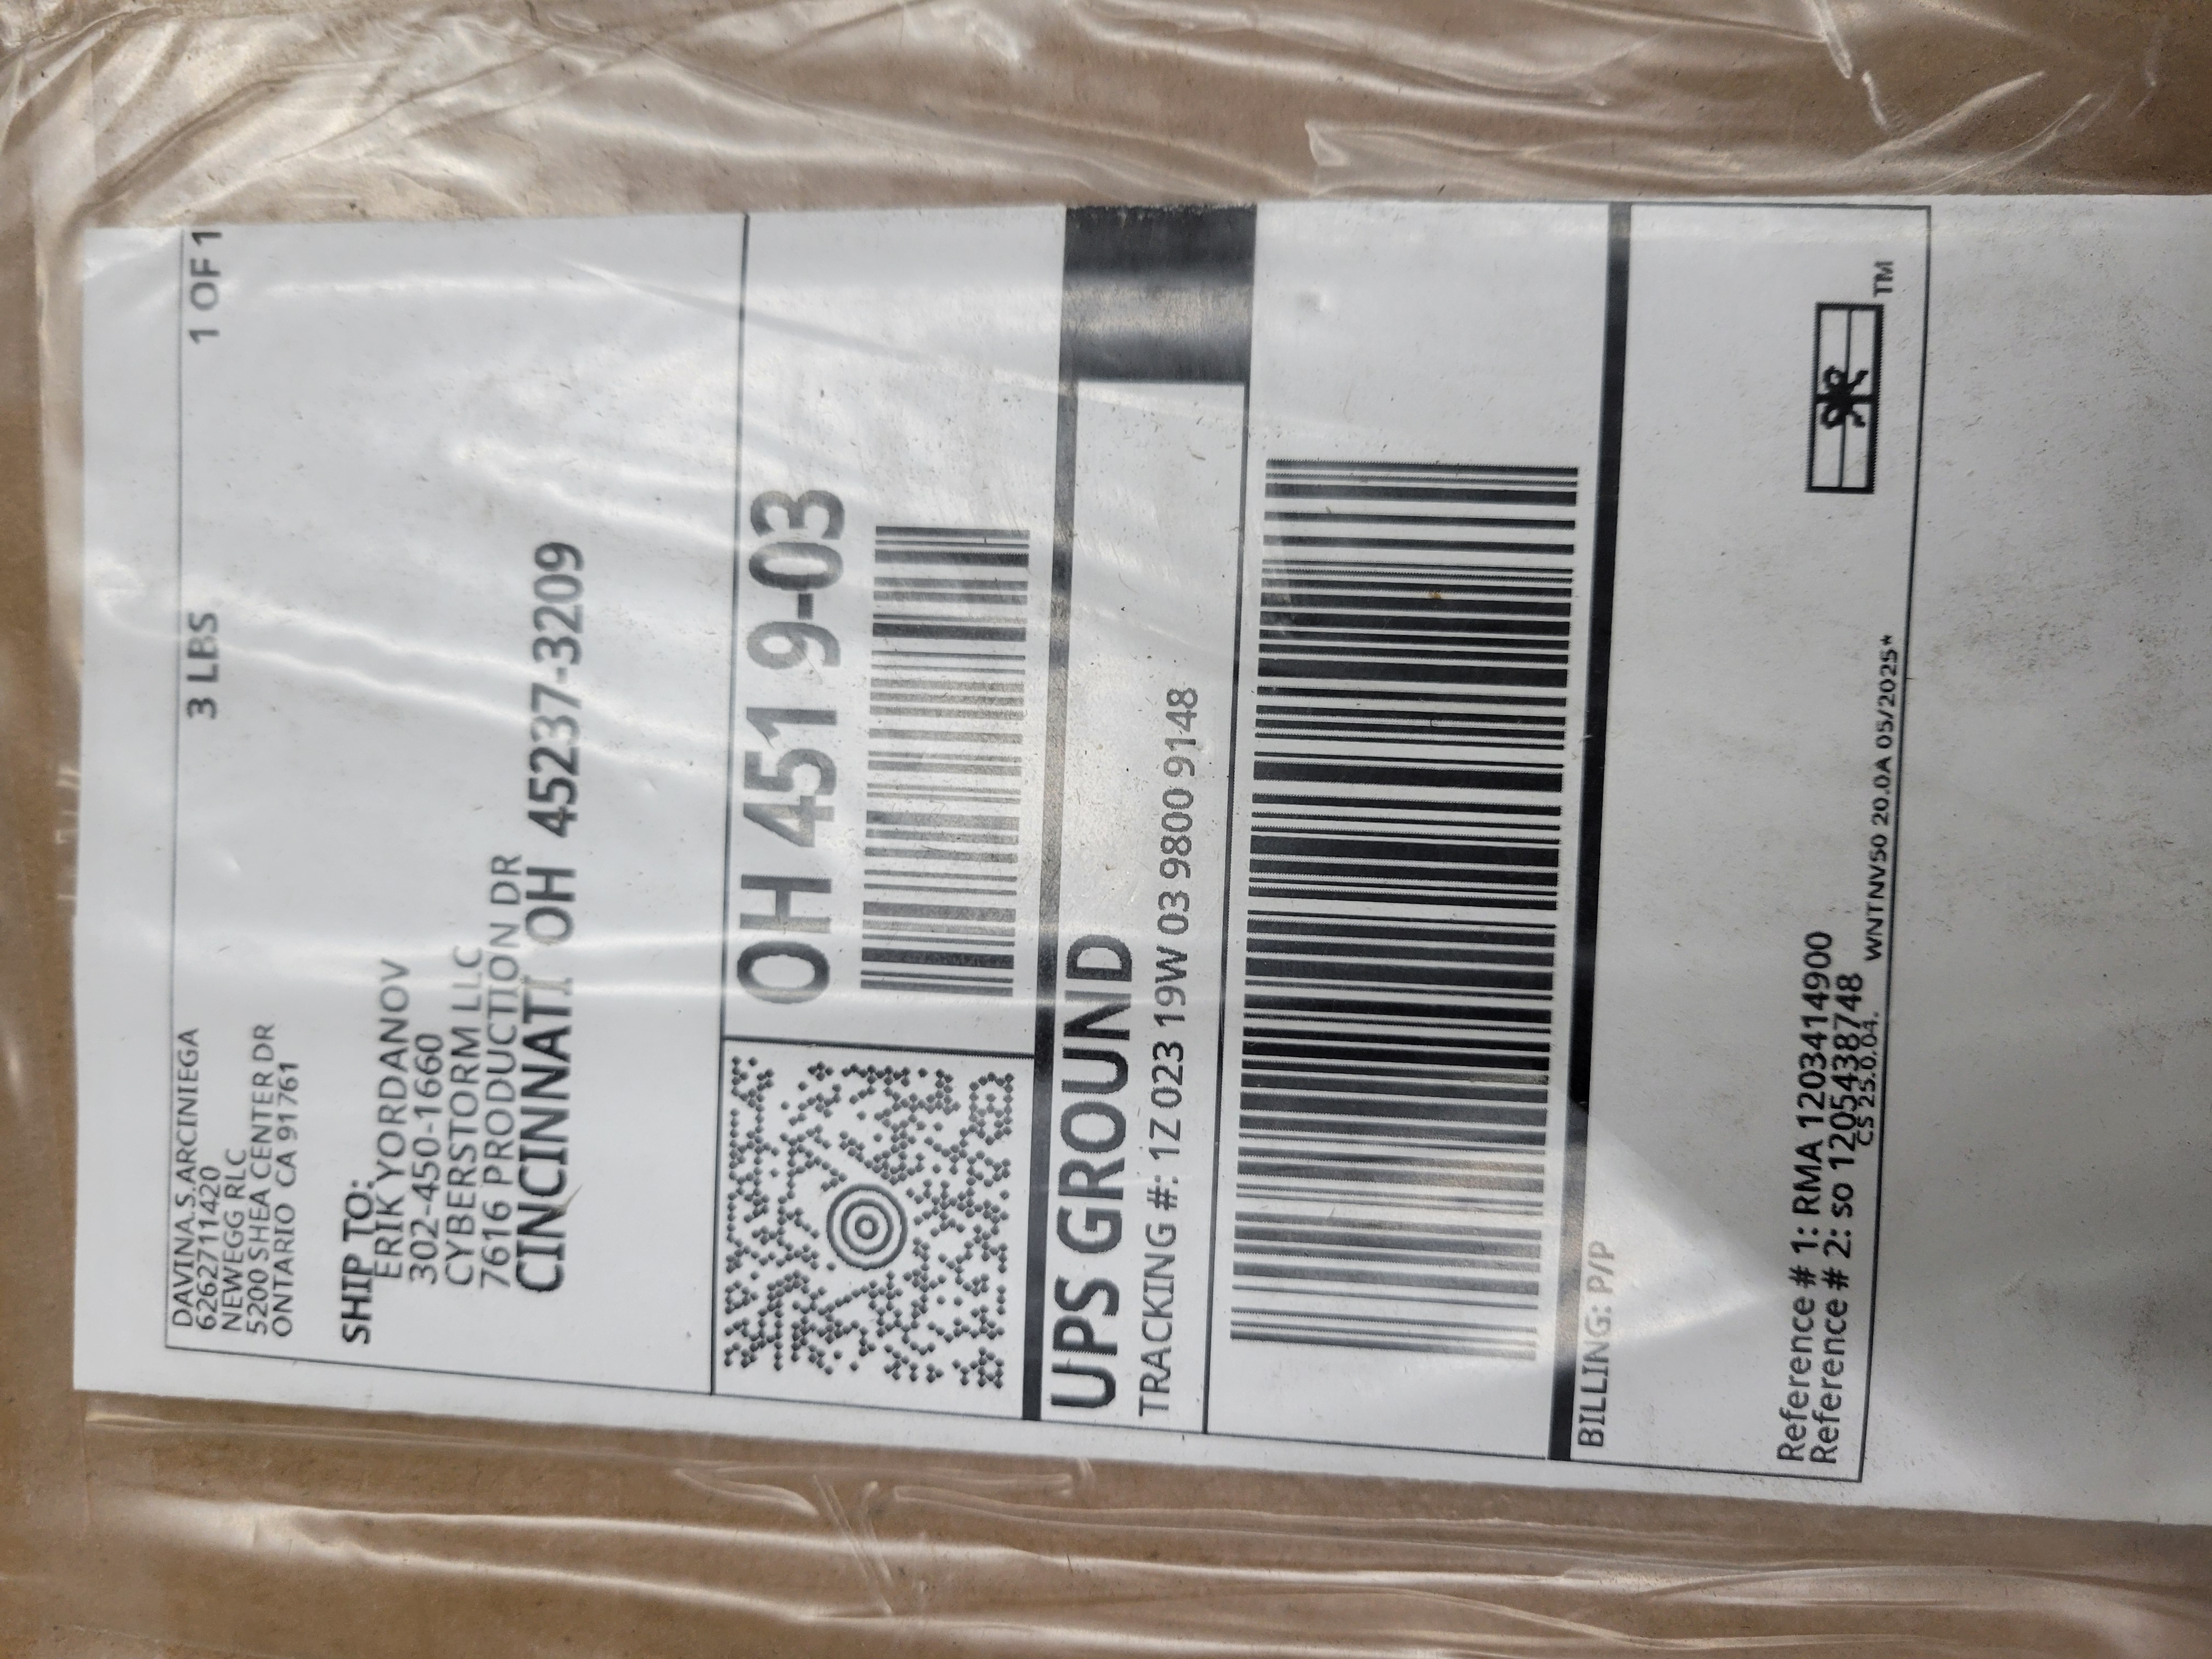 DAVINA.S.ARCINIEGA
6262711420
NEWEGG RLC
5200 SHEA CENTER DR
ONTARIO CA 91761
3 LBS
1 OF 1
SHIP TO:
ERIK YORDANOV
302-450-1660
CYBERSTORM LLC
7616 PRODUCTION DR
CINCINNATI OH 45237-3209
OH 451 9-03
UPS GROUND
TRACKING #: 1Z 023 19W 03 9800 9148
BILLING: P/P
Reference # 1: RMA 1203414900
Reference # 2: so 1205438748
CS 25.0.04. WNTNV50 20.0A 05/2025*
TM